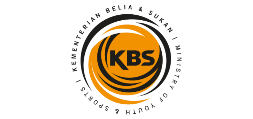 KEMENTERIAN BELIA & SUKAN | MINISTRY OF YOUTH & SPORTS |
KBS